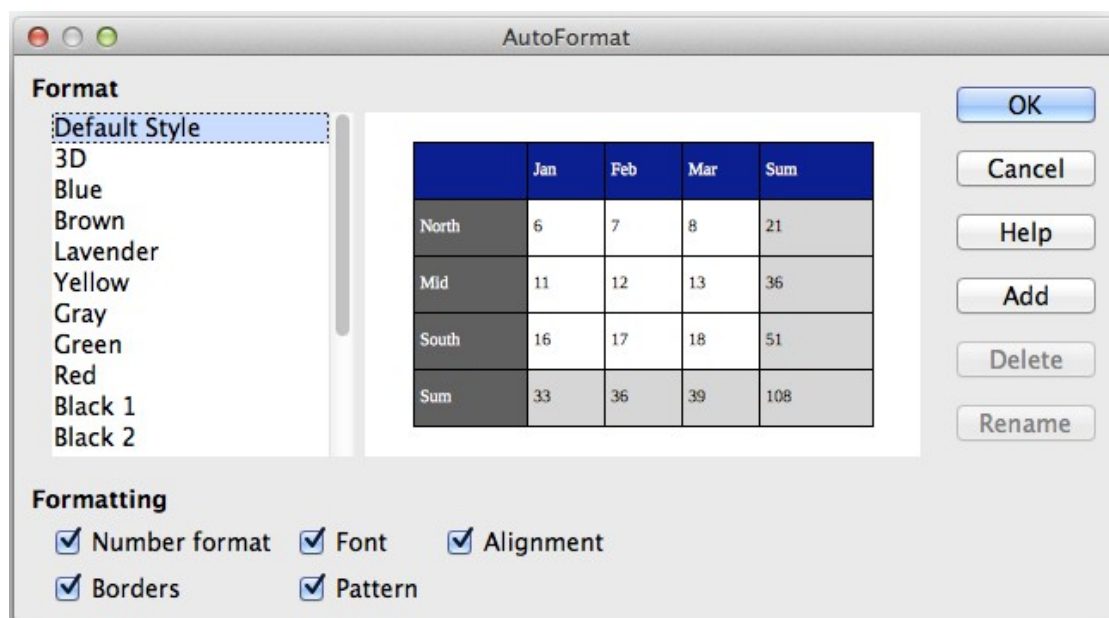 AutoFormat
Format
Default Style
3D
Blue
Brown
Lavender
Yellow
Gray
Green
Red
Black 1
Black 2
Jan Feb Mar Sum
North 6 7 8 21
Mid 11 12 13 36
South 16 17 18 51
Sum 33 36 39 108
OK
Cancel
Help
Add
Delete
Rename
Formatting
Number format Font Alignment
Borders Pattern